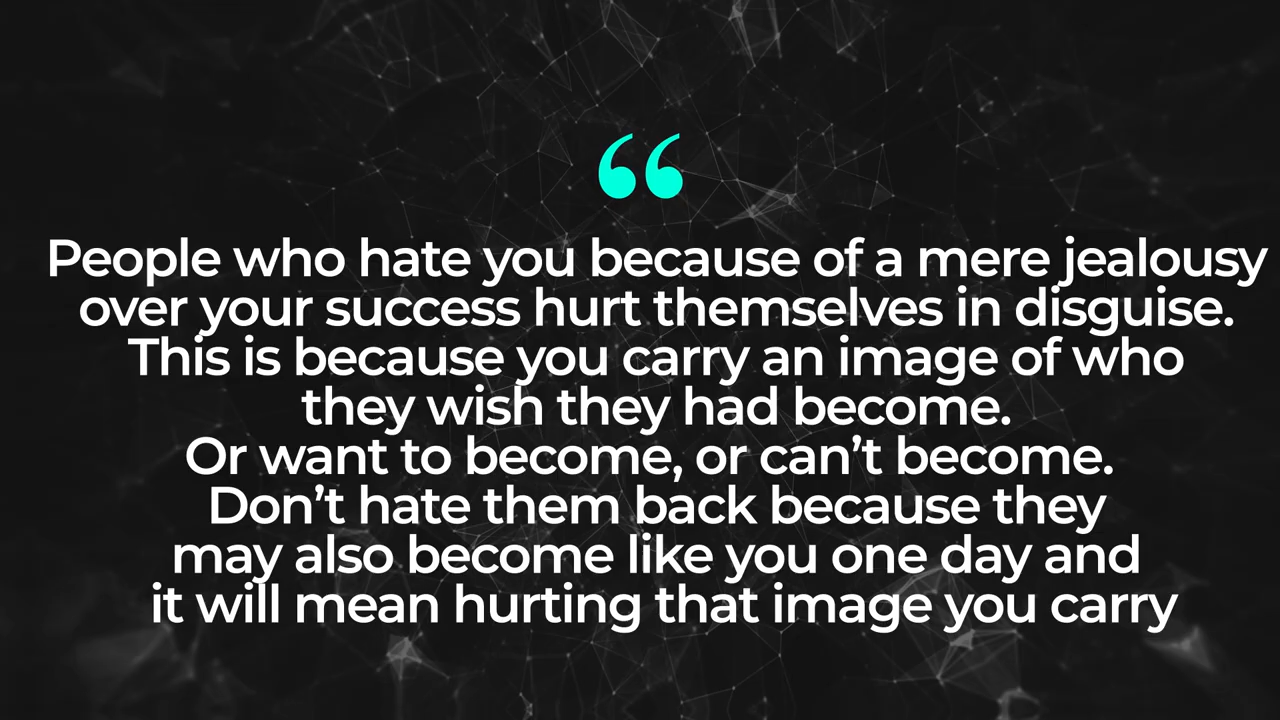 “
People who hate you because of a mere jealousy
over your success hurt themselves in disguise.
This is because you carry an image of who
they wish they had become.
Or want to become, or can’t become.
Don’t hate them back because they
may also become like you one day and
it will mean hurting that image you carry